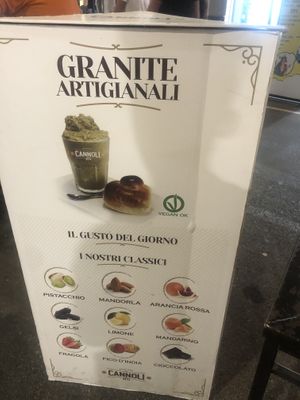 GRANITE
ARTIGIANALI
CANNOLI
VEGAN OK
IL GUSTO DEL GIORNO
I NOSTRI CLASSICI
PISTACCHIO
MANDORLA
ARANCIA ROSSA
GELSI
LIMONE
MANDARINO
FRAGOLA
FICO D'INDIA
CIOCCOLATO
CANNOLI